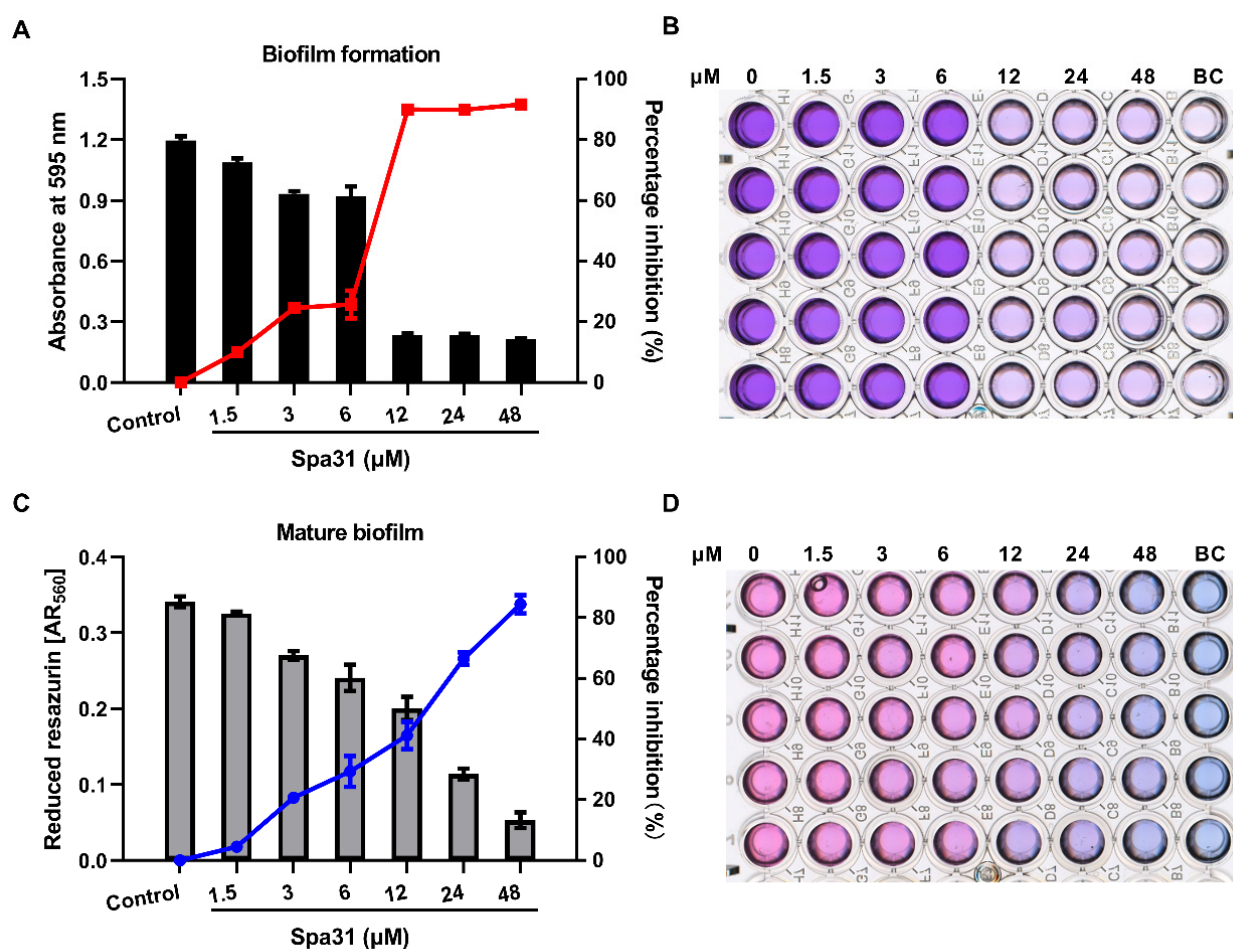 A
Biofilm formation
Absorbance at 595 nm
1.5
1.2
0.9
0.6
0.3
0.0
100
80
60
40
20
0
Percentage inhibition (%)
Control 1.5 3 6 12 24 48
Spa31 (µM)
B
µM 0 1.5 3 6 12 24 48 BC
C
Mature biofilm
Reduced resazurin [AR560]
0.4
0.3
0.2
0.1
0.0
100
80
60
40
20
0
Percentage inhibition (%)
Control 1.5 3 6 12 24 48
Spa31 (µM)
D
µM 0 1.5 3 6 12 24 48 BC